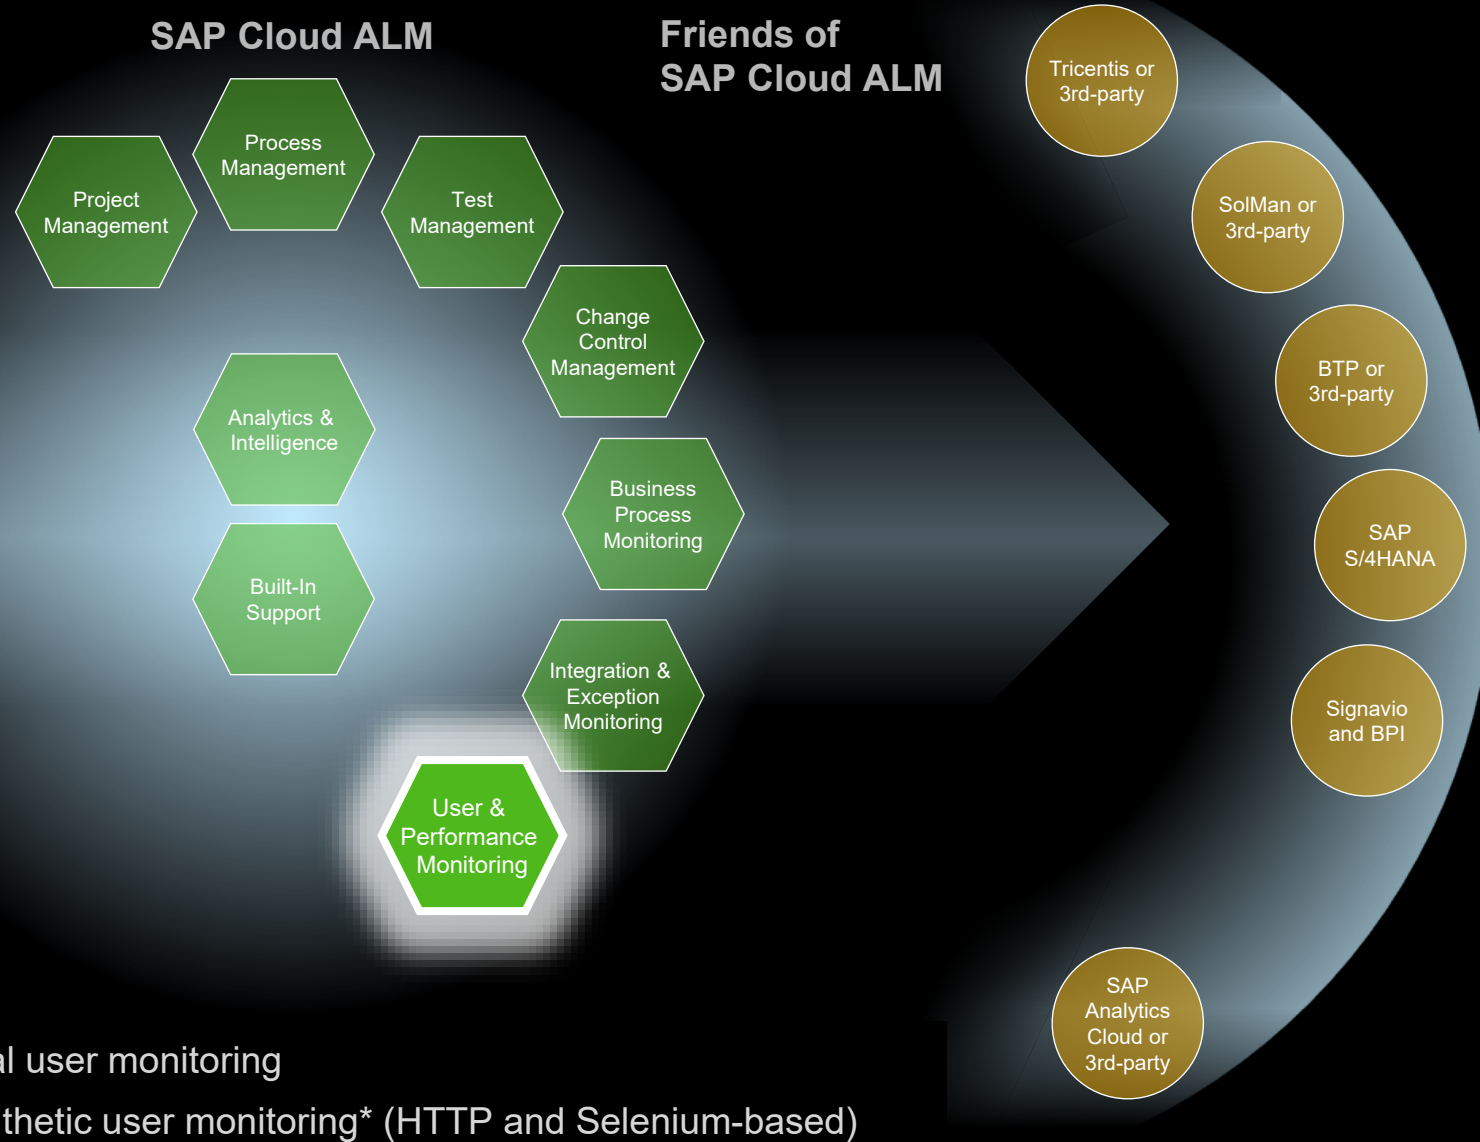 SAP Cloud ALM
Friends of
SAP Cloud ALM
Process
Management
Project
Management
Test
Management
Change
Control
Management
Analytics &
Intelligence
Business
Process
Monitoring
Built-In
Support
Integration &
Exception
Monitoring
User &
Performance
Monitoring
Tricentis or
3rd-party
SolMan or
3rd-party
BTP or
3rd-party
SAP
S/4HANA
Signavio
and BPI
SAP
Analytics
Cloud or
3rd-party
user monitoring
user monitoring* (HTTP and Selenium-based)